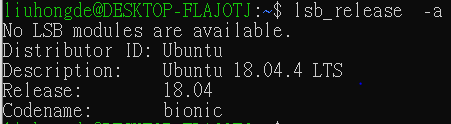 liuhongde@DESKTOP-FLAJOTJ:~$ lsb_release  -a
No LSB modules are available.
Distributor ID: Ubuntu
Description:    Ubuntu 18.04.4 LTS
Release:        18.04
Codename:       bionic